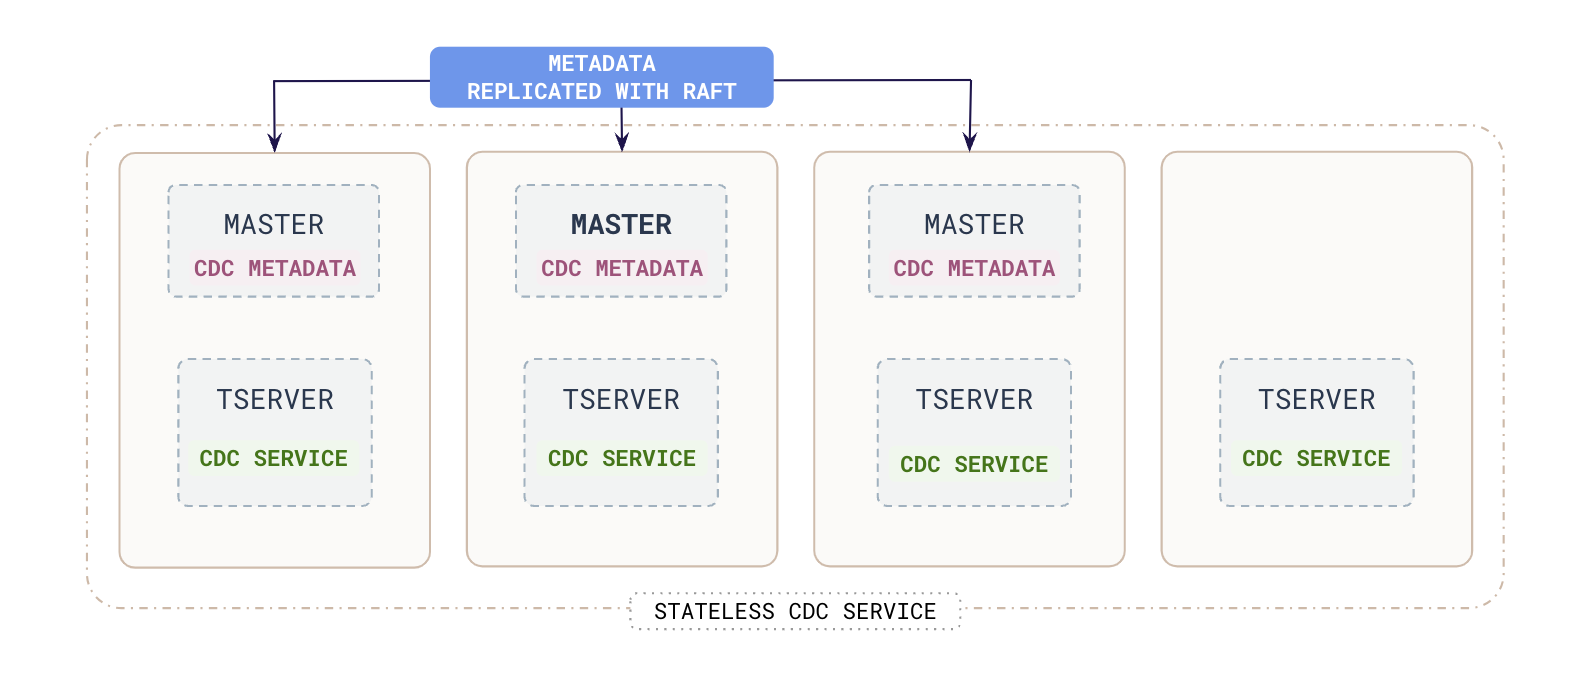 METADATA
REPLICATED WITH RAFT
MASTER
CDC METADATA
TSERVER
CDC SERVICE
MASTER
CDC METADATA
TSERVER
CDC SERVICE
MASTER
CDC METADATA
TSERVER
CDC SERVICE
TSERVER
CDC SERVICE
STATELESS CDC SERVICE